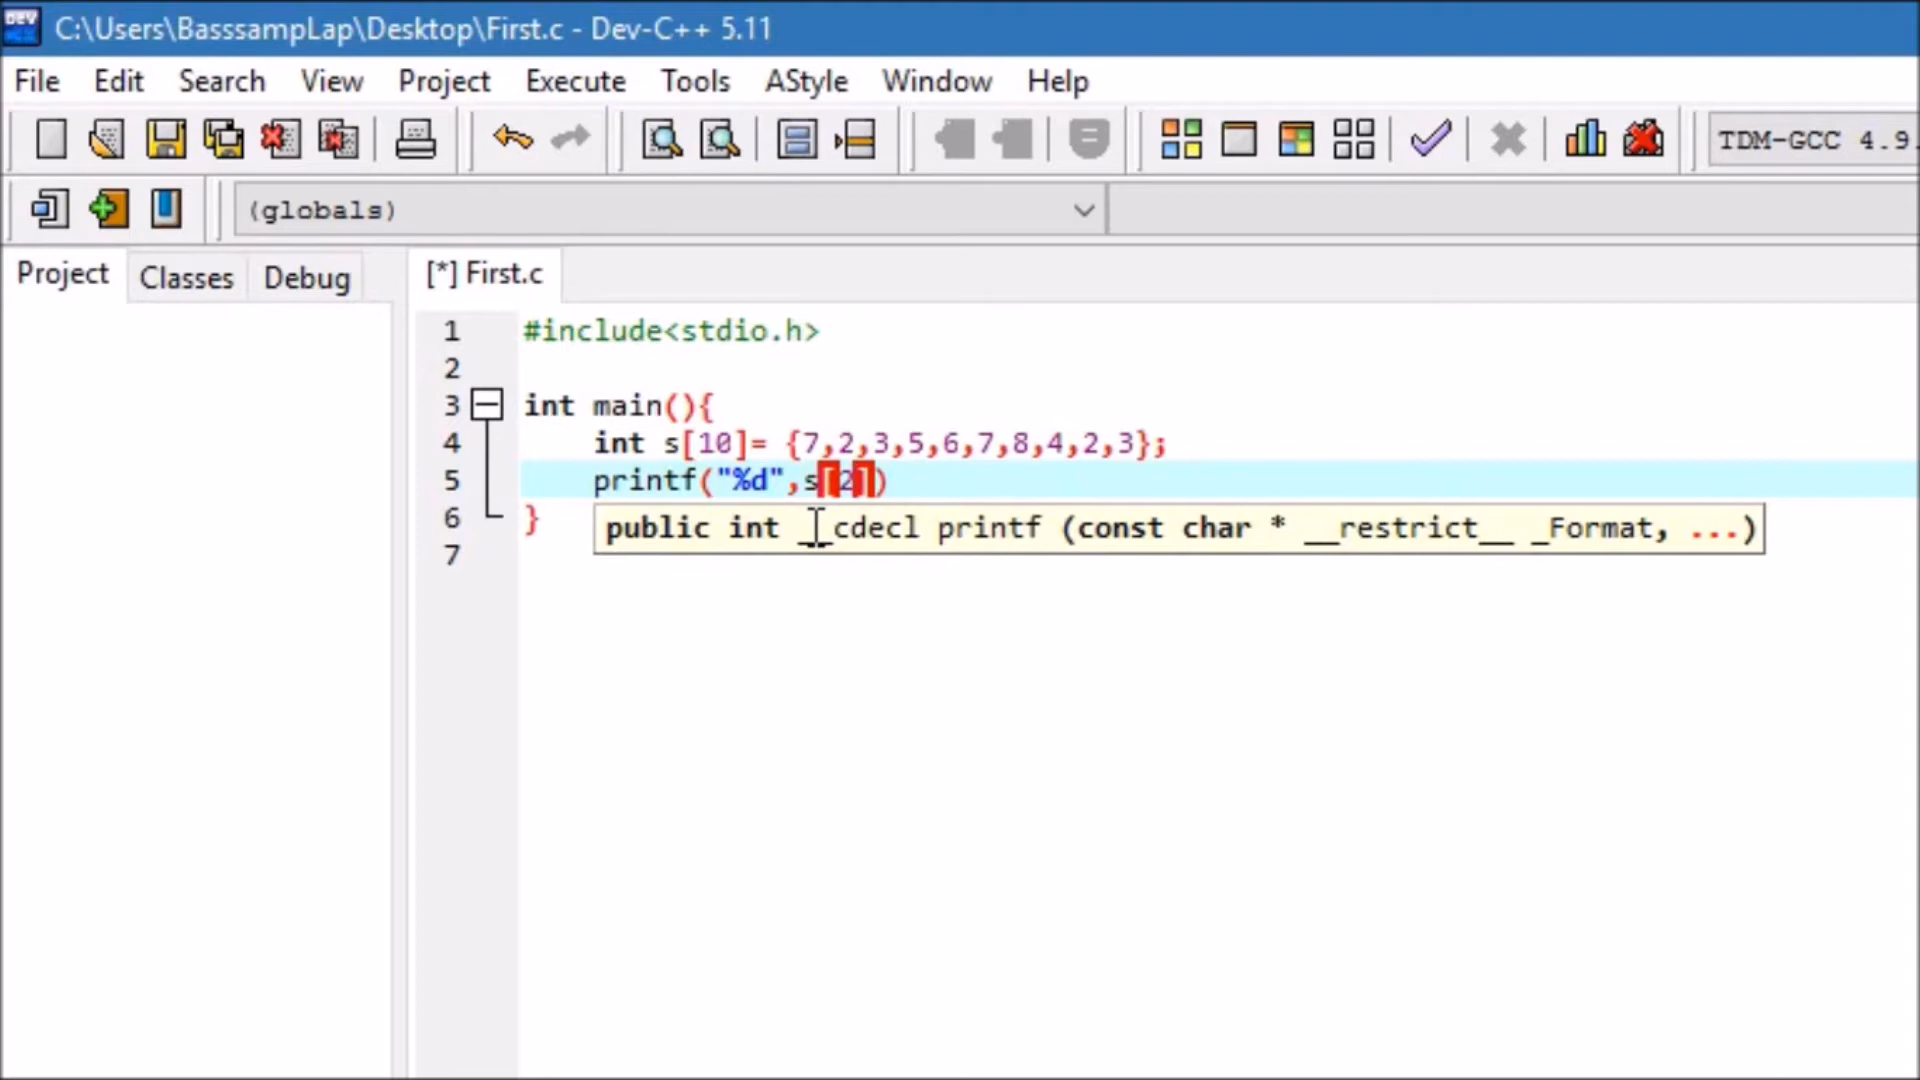 DEV
C:\Users\BasssampLap\Desktop\First.c - Dev-C++ 5.11
File Edit Search View Project Execute Tools AStyle Window Help
TDM-GCC 4.9.
(globals)
Project Classes Debug
[*] First.c
1 #include<stdio.h>
2
3 int main(){
4 int s[10]= {7,2,3,5,6,7,8,4,2,3};
5 printf("%d",s[2])
6 }
public int __cdecl printf (const char * __restrict__ _Format, ...)
7